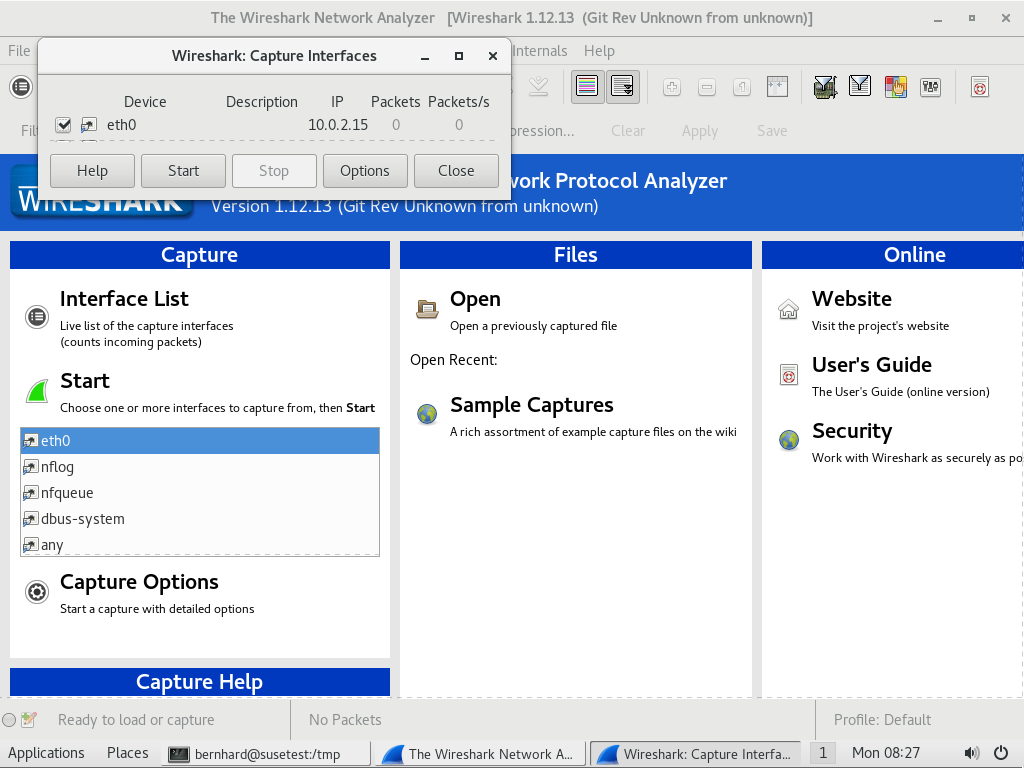 The Wireshark Network Analyzer [Wireshark 1.12.13 (Git Rev Unknown from unknown)]
File
Internals Help
Wireshark: Capture Interfaces
Device Description IP Packets Packets/s
eth0 10.0.2.15 0 0
Help Start Stop Options Close
Clear Apply Save
WIRESHARK
Protocol Analyzer
Version 1.12.13 (Git Rev Unknown from unknown)
Capture
Interface List
Live list of the capture interfaces
(counts incoming packets)
Start
Choose one or more interfaces to capture from, then Start
eth0
nflog
nfqueue
dbus-system
any
Capture Options
Start a capture with detailed options
Capture Help
Files
Open
Open a previously captured file
Open Recent:
Sample Captures
A rich assortment of example capture files on the wiki
Online
Website
Visit the project's website
User's Guide
The User's Guide (online version)
Security
Work with Wireshark as securely as po
Ready to load or capture No Packets Profile: Default
Applications Places bernhard@susetest:/tmp The Wireshark Network A... Wireshark: Capture Interfa... 1 Mon 08:27